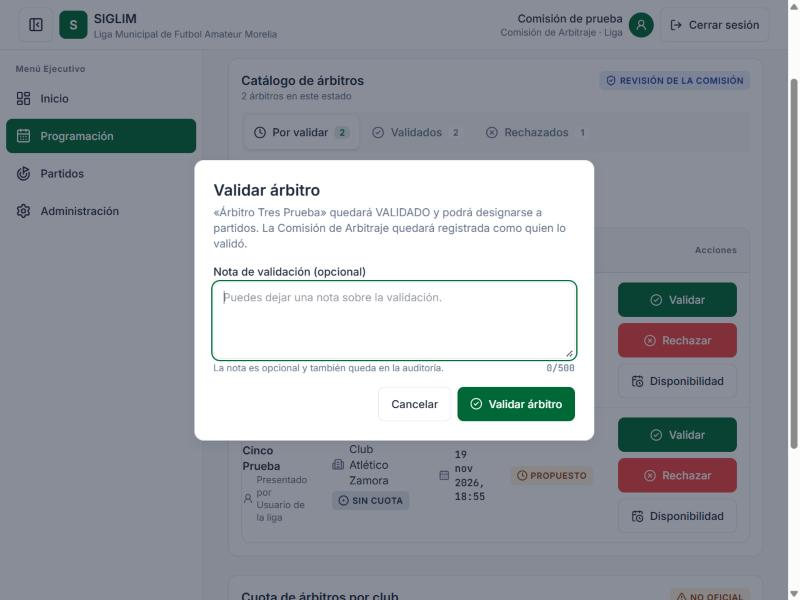 S
SIGLIM
Liga Municipal de Futbol Amateur Morelia
Comisión de prueba
Comisión de Arbitraje · Liga
Cerrar sesión
Menú Ejecutivo
Inicio
Programación
Partidos
Administración
Catálogo de árbitros
2 árbitros en este estado
REVISIÓN DE LA COMISIÓN
Por validar 2
Validados 2
Rechazados 1
Acciones
Validar árbitro
«Árbitro Tres Prueba» quedará VALIDADO y podrá designarse a
partidos. La Comisión de Arbitraje quedará registrada como quien lo
validó.
Nota de validación (opcional)
Puedes dejar una nota sobre la validación.
La nota es opcional y también queda en la auditoría.
0/500
Cancelar
Validar árbitro
Validar
Rechazar
Disponibilidad
Cinco
Prueba
Presentado
por
Usuario de
la liga
Club
Atlético
Zamora
SIN CUOTA
19
nov
2026,
18:55
PROPUESTO
Validar
Rechazar
Disponibilidad
Cuota de árbitros por club
NO OFICIAL